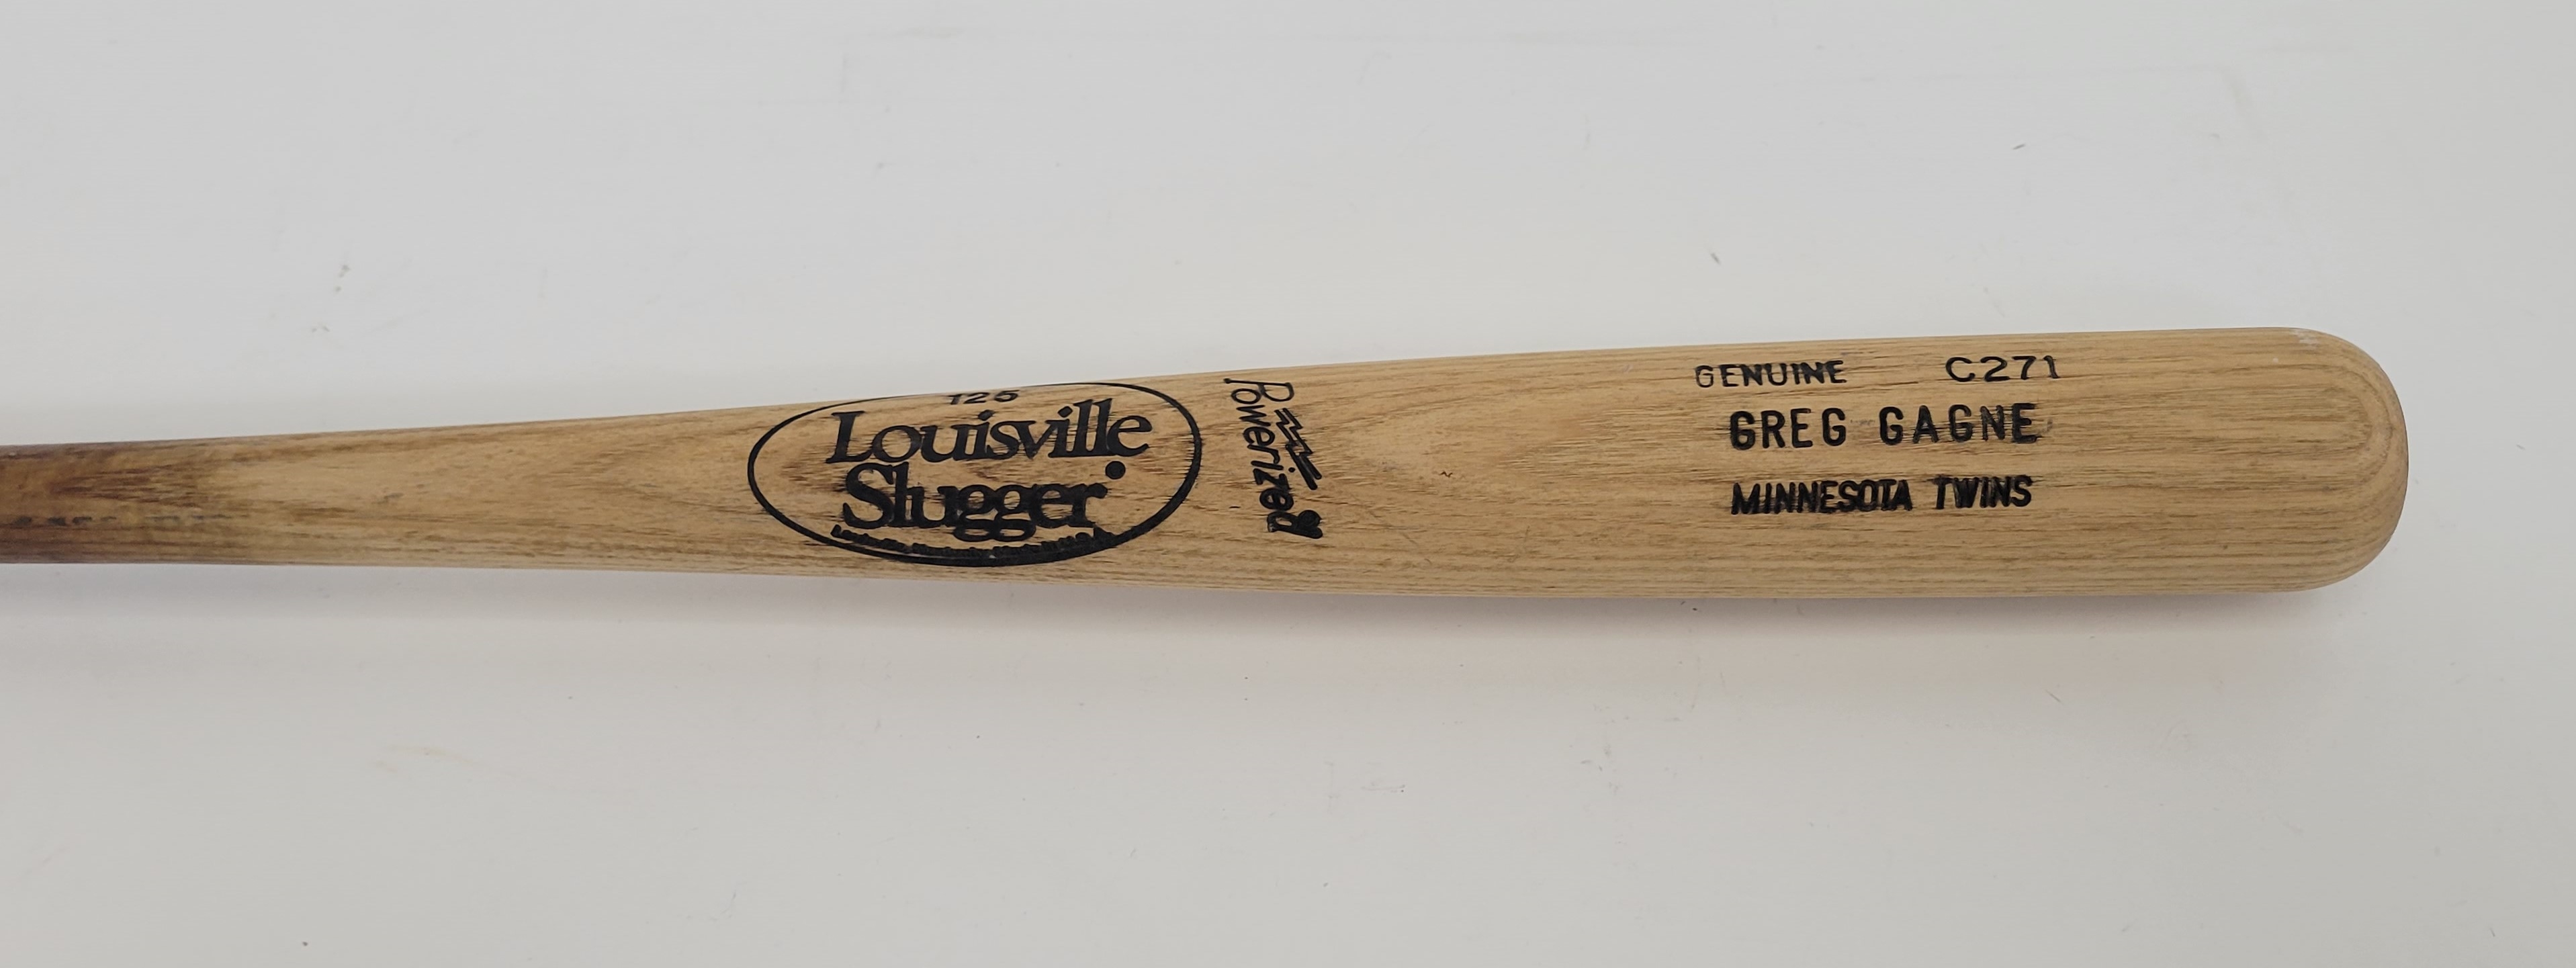 125
Louisville
Slugger
Powerized
GENUINE C271
GREG GAGNE
MINNESOTA TWINS